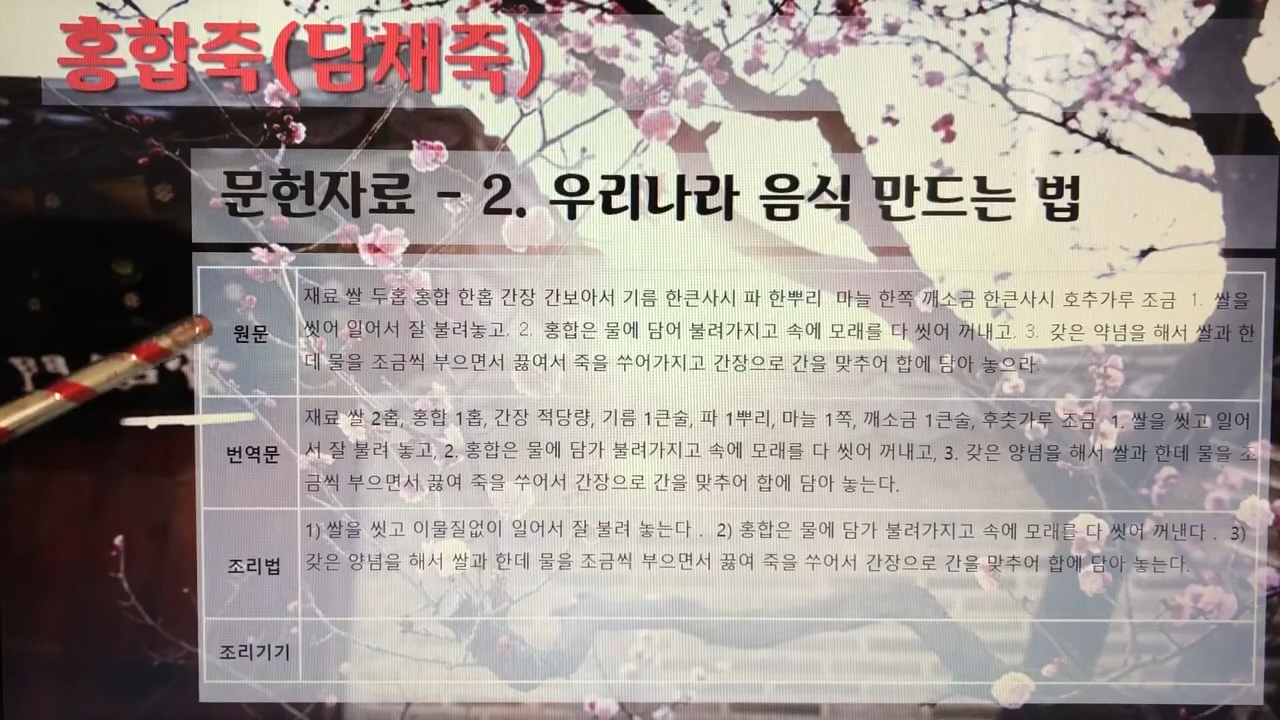 홍합죽(담채죽)
문헌자료 - 2. 우리나라 음식 만드는 법
원문
재료 쌀 두홉 홍합 한홉 간장 간보아서 기름 한큰사시 파 한뿌리 마늘 한쪽 깨소금 한큰사시 호추가루 조금 1. 쌀을
씻어 일어서 잘 불려놓고, 2. 홍합은 물에 담어 불려가지고 속에 모래를 다 씻어 꺼내고, 3. 갖은 약념을 해서 쌀과 한
데 물을 조금씩 부으면서 끓여서 죽을 쑤어가지고 간장으로 간을 맞추어 합에 담아 놓으라.
번역문
재료 쌀 2홉, 홍합 1홉, 간장 적당량, 기름 1큰술, 파 1뿌리, 마늘 1쪽, 깨소금 1큰술, 후춧가루 조금, 1. 쌀을 씻고 일어
서 잘 불려 놓고, 2. 홍합은 물에 담가 불려가지고 속에 모래를 다 씻어 꺼내고, 3. 갖은 양념을 해서 쌀과 한데 물을 조
금씩 부으면서 끓여 죽을 쑤어서 간장으로 간을 맞추어 합에 담아 놓는다.
조리법
1) 쌀을 씻고 이물질없이 일어서 잘 불려 놓는다 . 2) 홍합은 물에 담가 불려가지고 속에 모래를 다 씻어 꺼낸다 . 3)
갖은 양념을 해서 쌀과 한데 물을 조금씩 부으면서 끓여 죽을 쑤어서 간장으로 간을 맞추어 합에 담아 놓는다.
조리기기